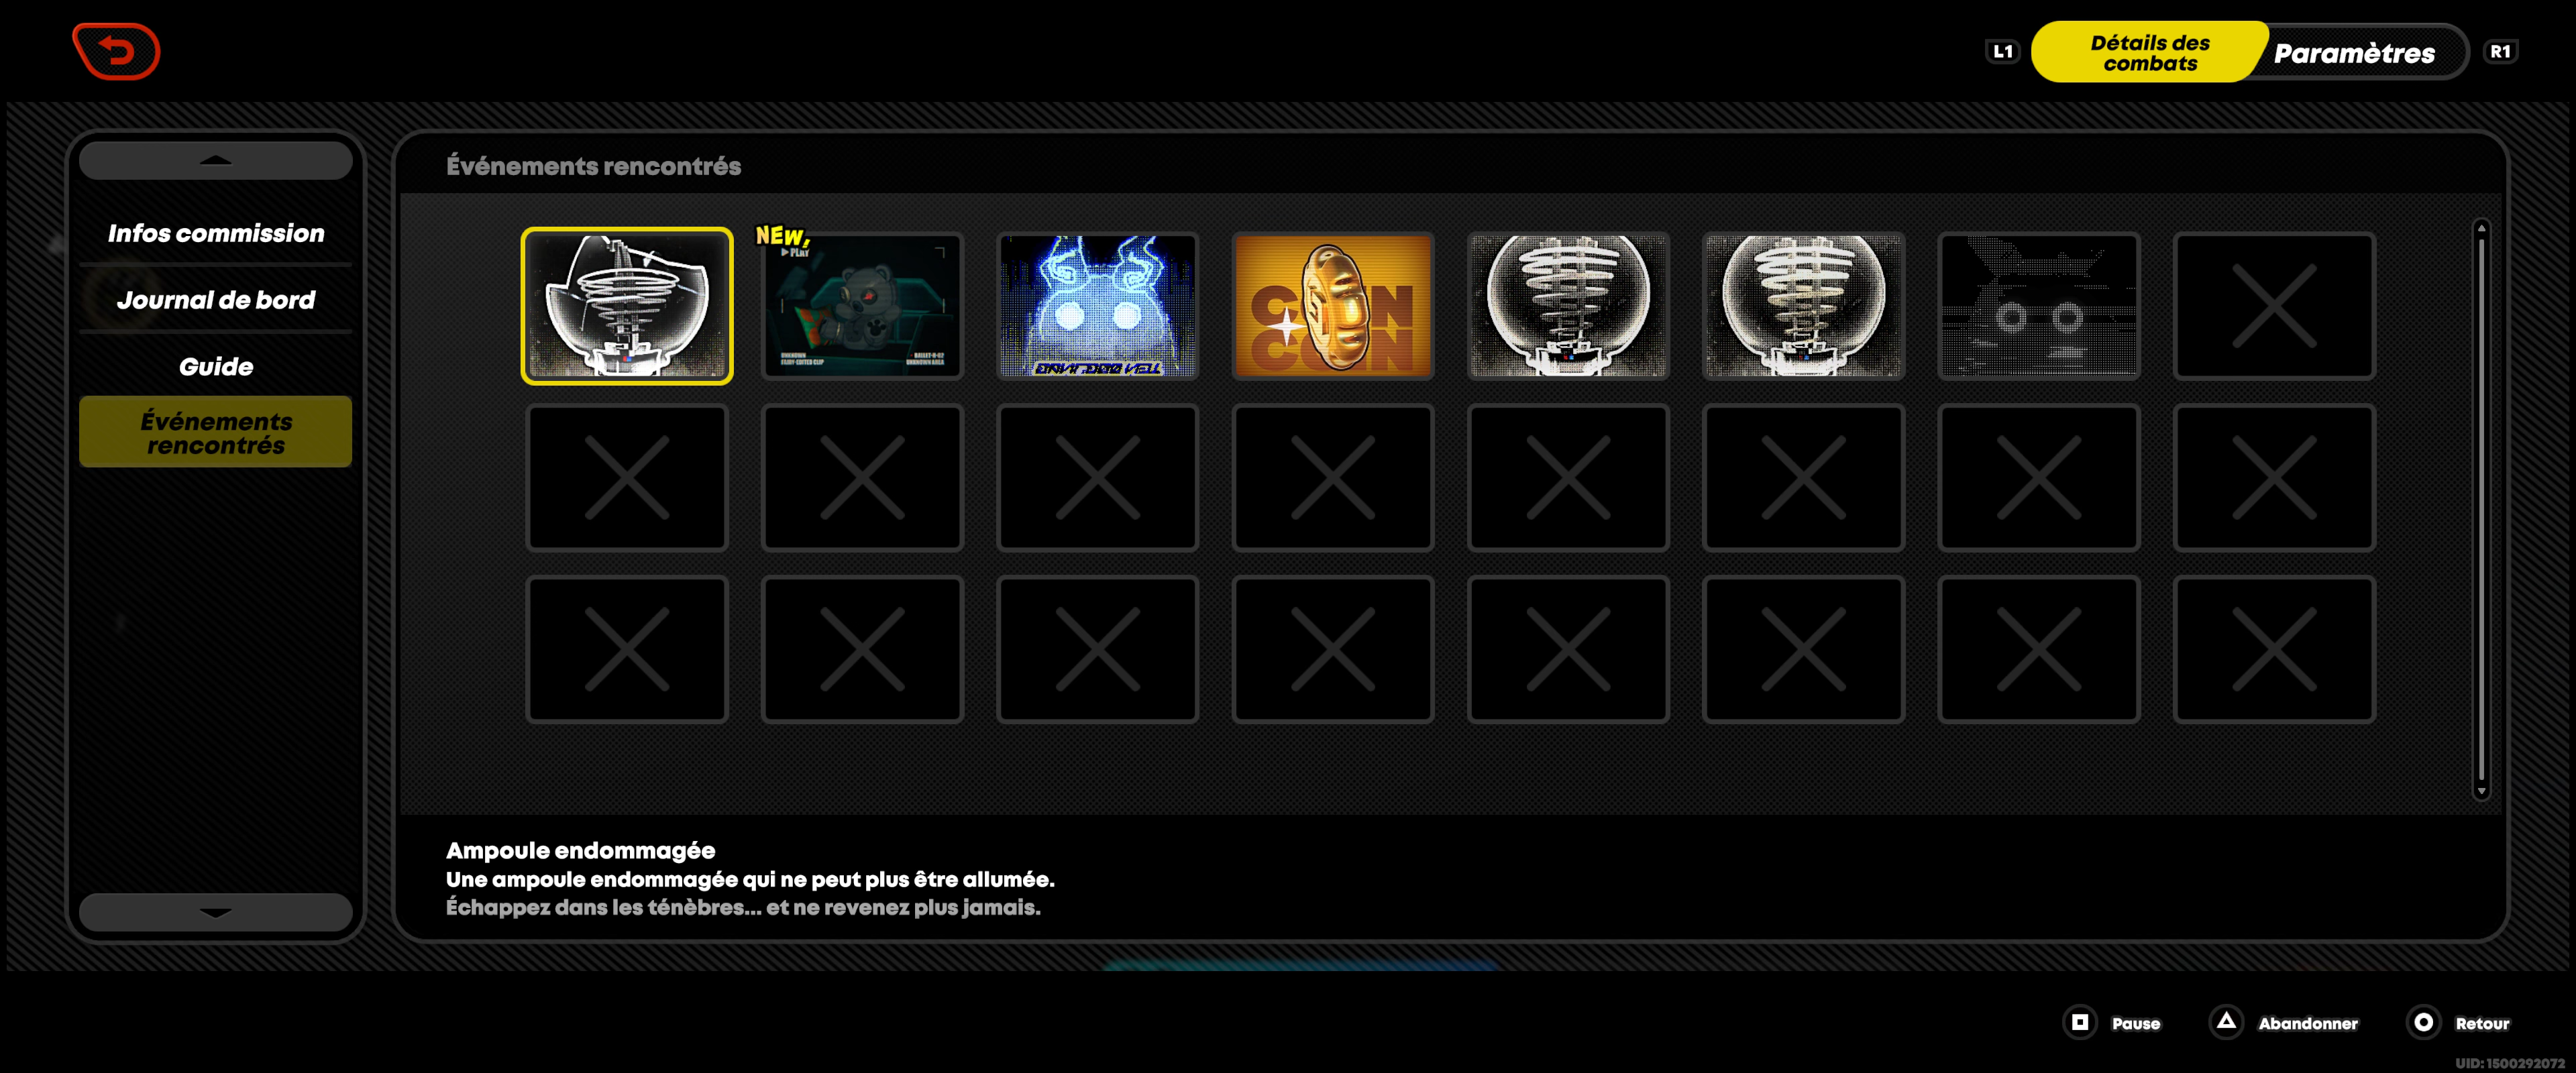 L1
Détails des
combats
Paramètres
R1
Événements rencontrés
Infos commission
Journal de bord
Guide
Événements
rencontrés
NEW,
PLAY
Ampoule endommagée
Une ampoule endommagée qui ne peut plus être allumée.
Échappez dans les ténèbres... et ne revenez plus jamais.
Pause
Abandonner
Retour
UID: 1500292072